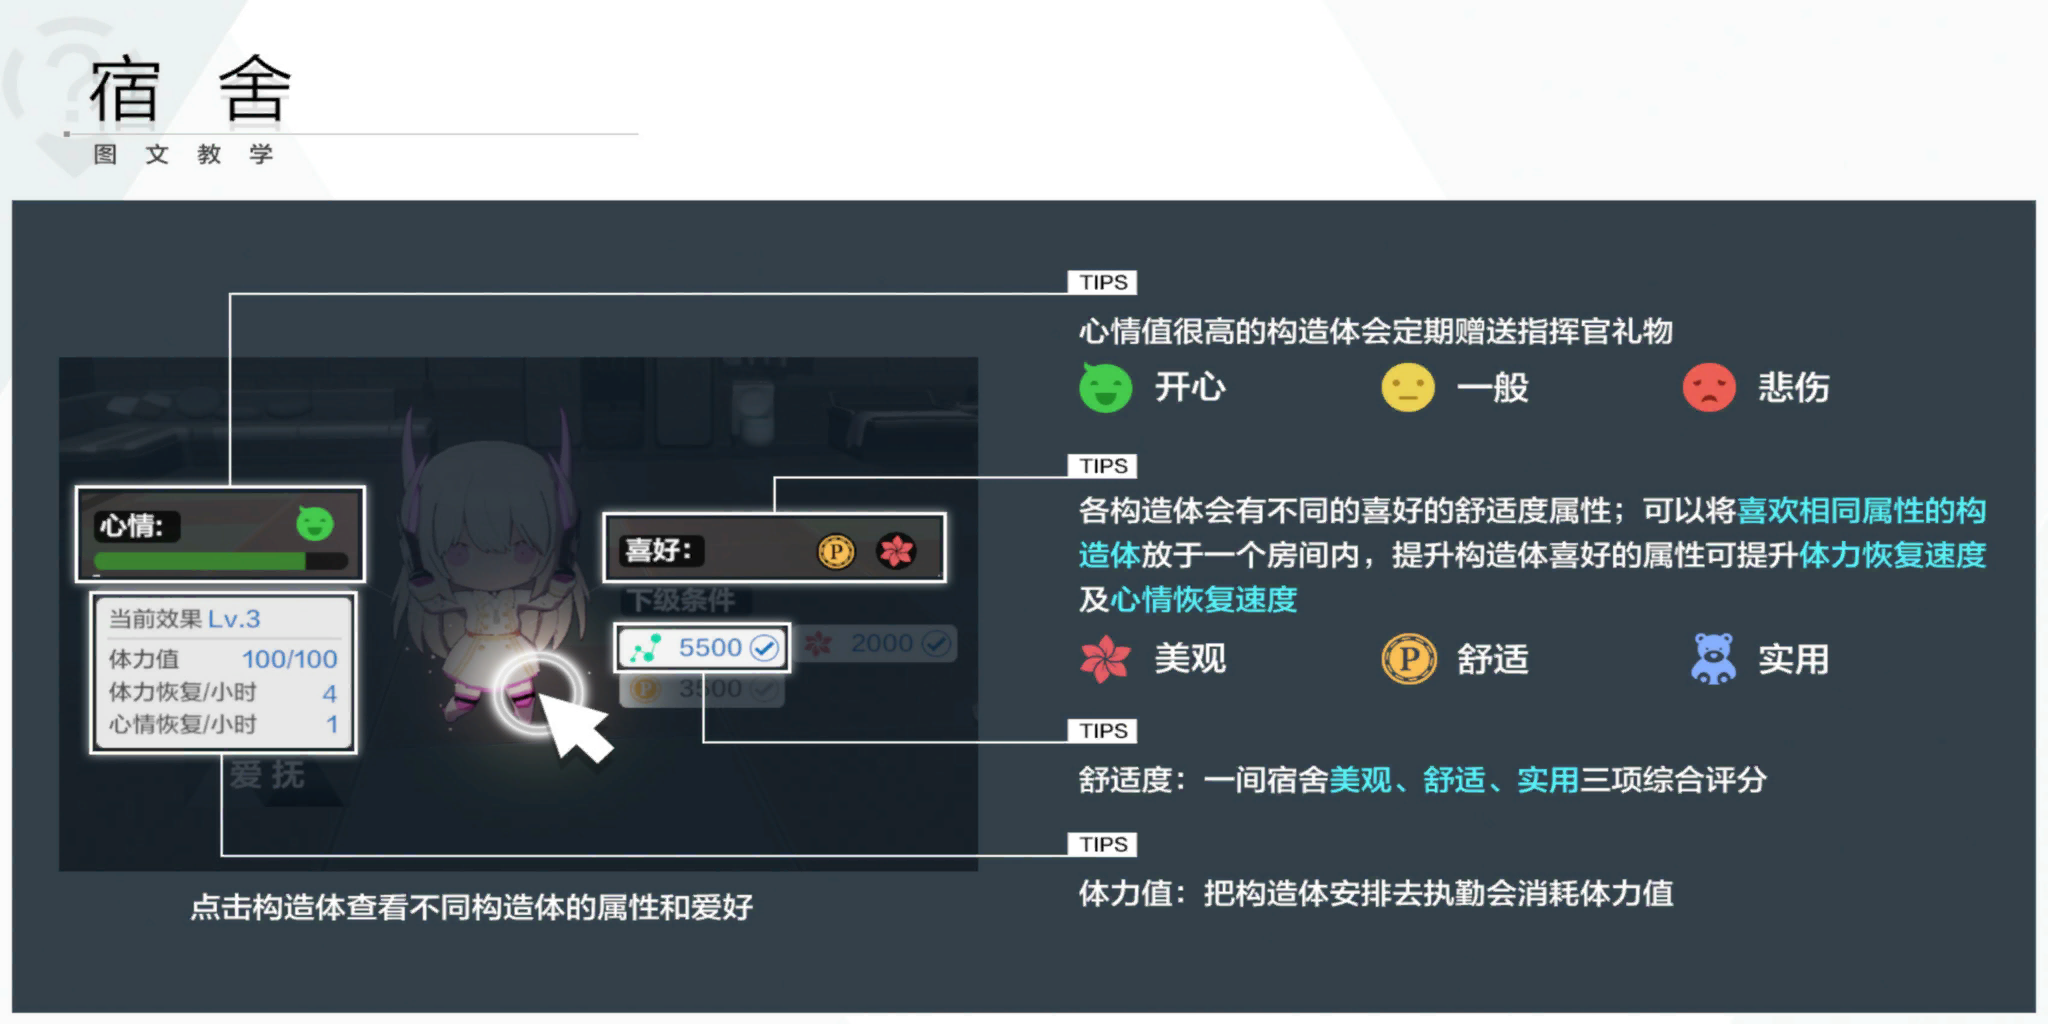 宿舍
图文教学
TIPS
心情值很高的构造体会定期赠送指挥官礼物
开心 一般 悲伤
TIPS
各构造体会有不同的喜好的舒适度属性；可以将喜欢相同属性的构
造体放于一个房间内，提升构造体喜好的属性可提升体力恢复速度
及心情恢复速度
美观 舒适 实用
TIPS
舒适度：一间宿舍美观、舒适、实用三项综合评分
TIPS
体力值：把构造体安排去执勤会消耗体力值
心情：
当前效果 Lv.3
体力值 100/100
体力恢复/小时 4
心情恢复/小时 1
爱抚
喜好：
P
下级条件
5500 2000
P 3500
点击构造体查看不同构造体的属性和爱好